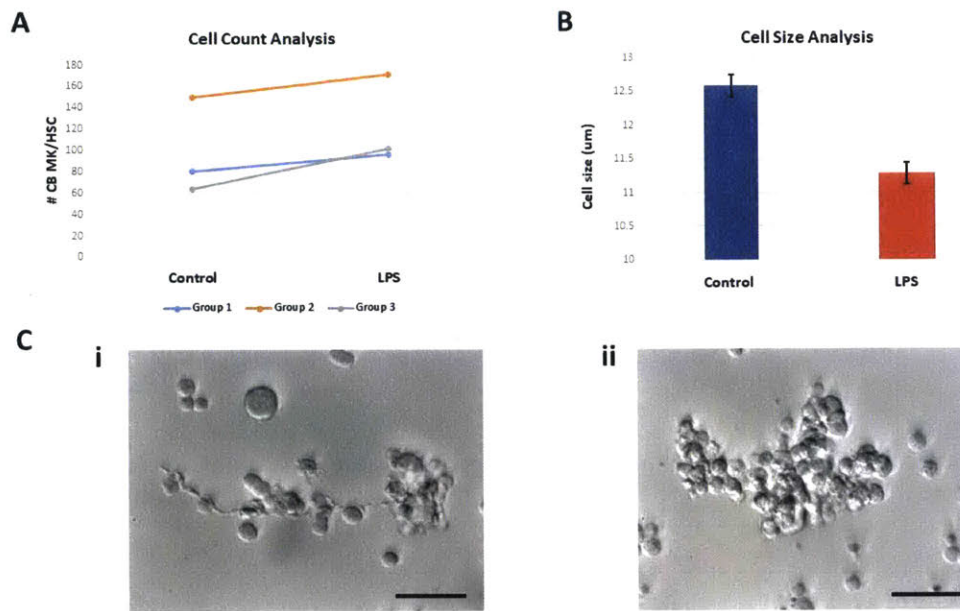 A
Cell Count Analysis
# CB MK/HSC
180
160
140
120
100
80
60
40
20
0
Control
LPS
Group 1
Group 2
Group 3
B
Cell Size Analysis
Cell size (um)
13
12.5
12
11.5
11
10.5
10
Control
LPS
C
i
ii